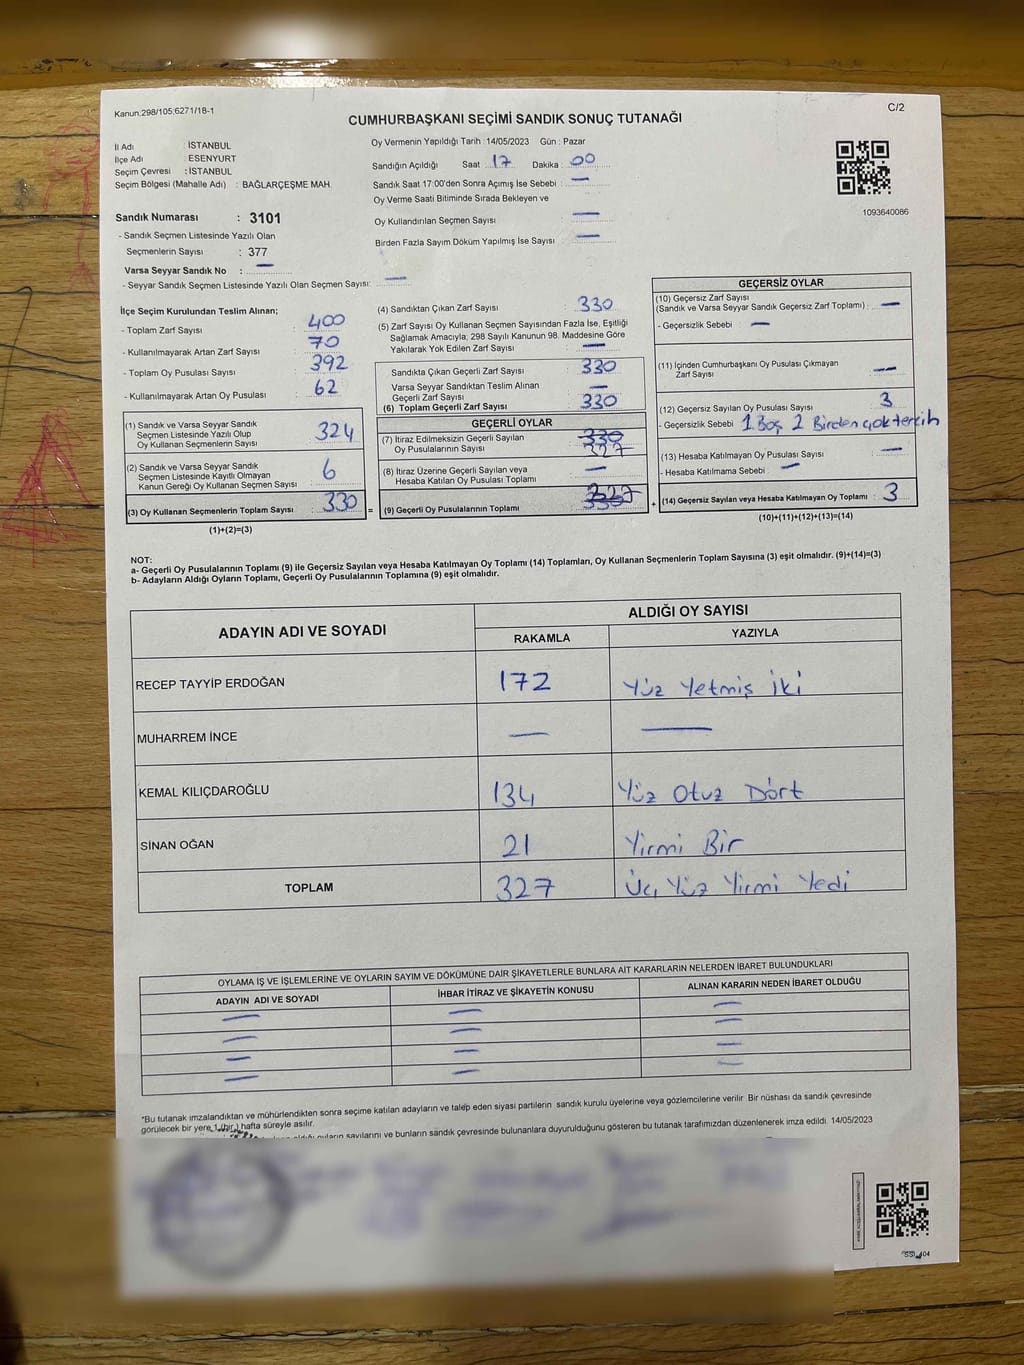 Kanun.298/105,6271/18-1
C/2
CUMHURBAŞKANI SEÇİMİ SANDIK SONUÇ TUTANAĞI
İl Adı : İSTANBUL
İlçe Adı : ESENYURT
Seçim Çevresi : İSTANBUL
Seçim Bölgesi (Mahalle Adı) : BAĞLARÇEŞME MAH.
Oy Vermenin Yapıldığı Tarih :14/05/2023 Gün : Pazar
Sandığın Açıldığı Saat : 17 Dakika : 00
Sandık Saat 17:00'den Sonra Açımış İse Sebebi : —
Oy Verme Saati Bitiminde Sırada Bekleyen ve
Oy Kullandırılan Seçmen Sayısı : —
Birden Fazla Sayım Döküm Yapılmış İse Sayısı : —
1093640086
Sandık Numarası : 3101
- Sandık Seçmen Listesinde Yazılı Olan
Seçmenlerin Sayısı : 377
Varsa Seyyar Sandık No : —
- Seyyar Sandık Seçmen Listesinde Yazılı Olan Seçmen Sayısı: —
İlçe Seçim Kurulundan Teslim Alınan;
- Toplam Zarf Sayısı : 400
- Kullanılmayarak Artan Zarf Sayısı : 70
- Toplam Oy Pusulası Sayısı : 392
- Kullanılmayarak Artan Oy Pusulası : 62
(1) Sandık ve Varsa Seyyar Sandık
Seçmen Listesinde Yazılı Olup
Oy Kullanan Seçmenlerin Sayısı : 324
(2) Sandık ve Varsa Seyyar Sandık
Seçmen Listesinde Kayıtlı Olmayan
Kanun Gereği Oy Kullanan Seçmen Sayısı : 6
(3) Oy Kullanan Seçmenlerin Toplam Sayısı : 330 =
(1)+(2)=(3)
(4) Sandıktan Çıkan Zarf Sayısı : 330
(5) Zarf Sayısı Oy Kullanan Seçmen Sayısından Fazla İse, Eşitliği
Sağlamak Amacıyla; 298 Sayılı Kanunun 98. Maddesine Göre
Yakılarak Yok Edilen Zarf Sayısı : —
Sandıkta Çıkan Geçerli Zarf Sayısı : 330
Varsa Seyyar Sandıktan Teslim Alınan
Geçerli Zarf Sayısı : —
(6) Toplam Geçerli Zarf Sayısı : 330
GEÇERLİ OYLAR
(7) İtiraz Edilmeksizin Geçerli Sayılan : 330
Oy Pusulasının Sayısı 327
(8) İtiraz Üzerine Geçerli Sayılan veya
Hesaba Katılan Oy Pusulası Toplamı : —
(9) Geçerli Oy Pusulalarının Toplamı : 327 +
GEÇERSİZ OYLAR
(10) Geçersiz Zarf Sayısı
(Sandık ve Varsa Seyyar Sandık Geçersiz Zarf Toplamı) : —
- Geçersizlik Sebebi : —
(11) İçinden Cumhurbaşkanı Oy Pusulası Çıkmayan
Zarf Sayısı : —
(12) Geçersiz Sayılan Oy Pusulası Sayısı : 3
- Geçersizlik Sebebi : 1 Boş 2 Birden çok tercih
(13) Hesaba Katılmayan Oy Pusulası Sayısı : —
- Hesaba Katılmama Sebebi : —
(14) Geçersiz Sayılan veya Hesaba Katılmayan Oy Toplamı : 3
(10)+(11)+(12)+(13)=(14)
NOT:
a- Geçerli Oy Pusulalarının Toplamı (9) ile Geçersiz Sayılan veya Hesaba Katılmayan Oy Toplamı (14) Toplamları, Oy Kullanan Seçmenlerin Toplam Sayısına (3) eşit olmalıdır. (9)+(14)=(3)
b- Adayların Aldığı Oyların Toplamı, Geçerli Oy Pusulalarının Toplamına (9) eşit olmalıdır.
ADAYIN ADI VE SOYADI
ALDIĞI OY SAYISI
RAKAMLA YAZIYLA
RECEP TAYYİP ERDOĞAN 172 Yüz Yetmiş İki
MUHARREM İNCE — —
KEMAL KILIÇDAROĞLU 134 Yüz Otuz Dört
SİNAN OĞAN 21 Yirmi Bir
TOPLAM 327 Üç Yüz Yirmi Yedi
OYLAMA İŞ VE İŞLEMLERİNE VE OYLARIN SAYIM VE DÖKÜMÜNE DAİR ŞİKAYETLERLE BUNLARA AİT KARARLARIN NELERDEN İBARET BULUNDUKLARI
ADAYIN ADI VE SOYADI İHBAR İTİRAZ VE ŞİKAYETİN KONUSU ALINAN KARARIN NEDEN İBARET OLDUĞU
— — —
— — —
— — —
— — —
*Bu tutanak imzalandıktan ve mühürlendikten sonra seçime katılan adayların ve talep eden siyasi partilerin sandık kurulu üyelerine veya gözlemcilerine verilir. Bir nüshası da sandık çevresinde
görülecek bir yere 1 (bir) hafta süreyle asılır.
oyların sayılarını ve bunların sandık çevresinde bulunanlara duyurulduğunu gösteren bu tutanak tarafımızdan düzenlenerek imza edildi. 14/05/2023